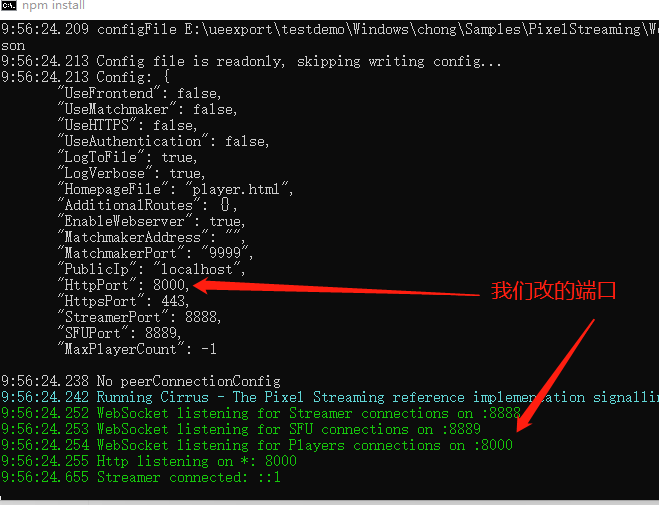 npm install
9:56:24.209 configFile E:\ueexport\testdemo\Windows\chong\Samples\PixelStreaming\We
son
9:56:24.213 Config file is readonly, skipping writing config...
9:56:24.213 Config: {
"UseFrontend": false,
"UseMatchmaker": false,
"UseHTTPS": false,
"UseAuthentication": false,
"LogToFile": true,
"LogVerbose": true,
"HomepageFile": "player.html",
"AdditionalRoutes": {},
"EnableWebserver": true,
"MatchmakerAddress": "",
"MatchmakerPort": "9999",
"PublicIp": "localhost",
"HttpPort": 8000,
我们改的端口
"HttpsPort": 443,
"StreamerPort": 8888,
"SFUPort": 8889,
"MaxPlayerCount": -1
9:56:24.238 No peerConnectionConfig
9:56:24.242 Running Cirrus - The Pixel Streaming reference implementation signallin
9:56:24.252 WebSocket listening for Streamer connections on :8888
9:56:24.253 WebSocket listening for SFU connections on :8889
9:56:24.254 WebSocket listening for Players connections on :8000
9:56:24.255 Http listening on *: 8000
9:56:24.655 Streamer connected: ::1